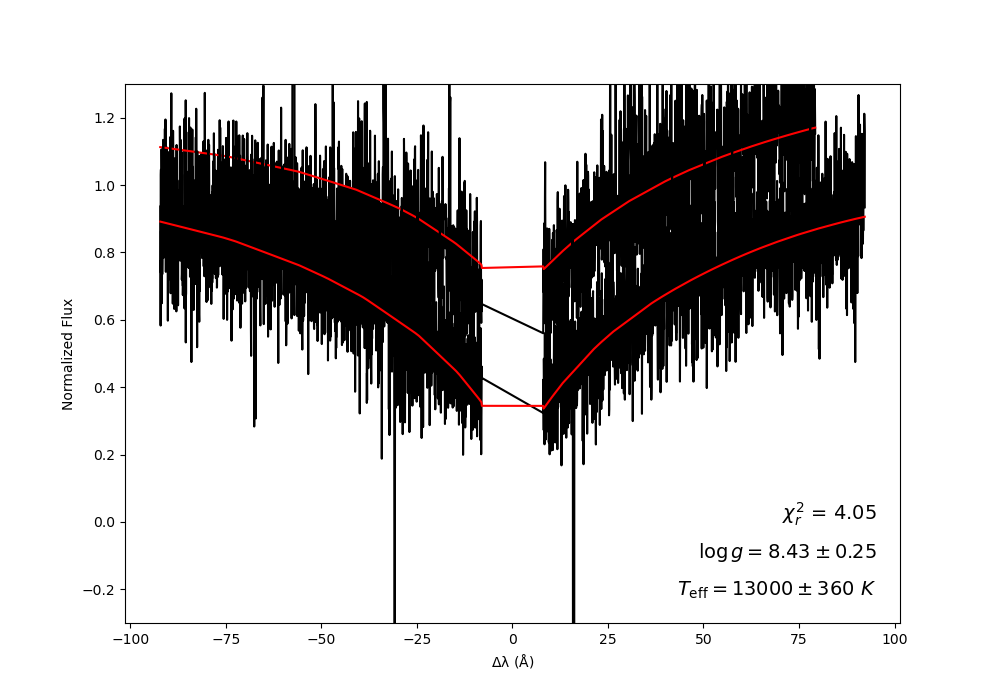 1.2
1.0
0.8
0.6
0.4
0.2
0.0
−0.2
Normalized Flux
χ²ᵣ = 4.05
log g = 8.43 ± 0.25
T_eff = 13000 ± 360 K
−100 −75 −50 −25 0 25 50 75 100
Δλ (Å)